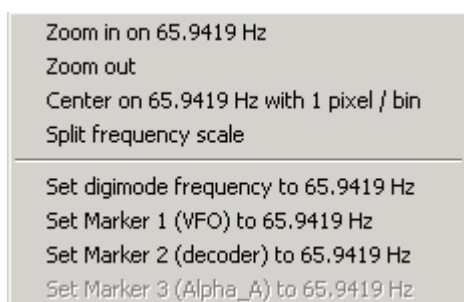 Zoom in on 65.9419 Hz
Zoom out
Center on 65.9419 Hz with 1 pixel / bin
Split frequency scale
Set digimode frequency to 65.9419 Hz
Set Marker 1 (VFO) to 65.9419 Hz
Set Marker 2 (decoder) to 65.9419 Hz
Set Marker 3 (Alpha_A) to 65.9419 Hz